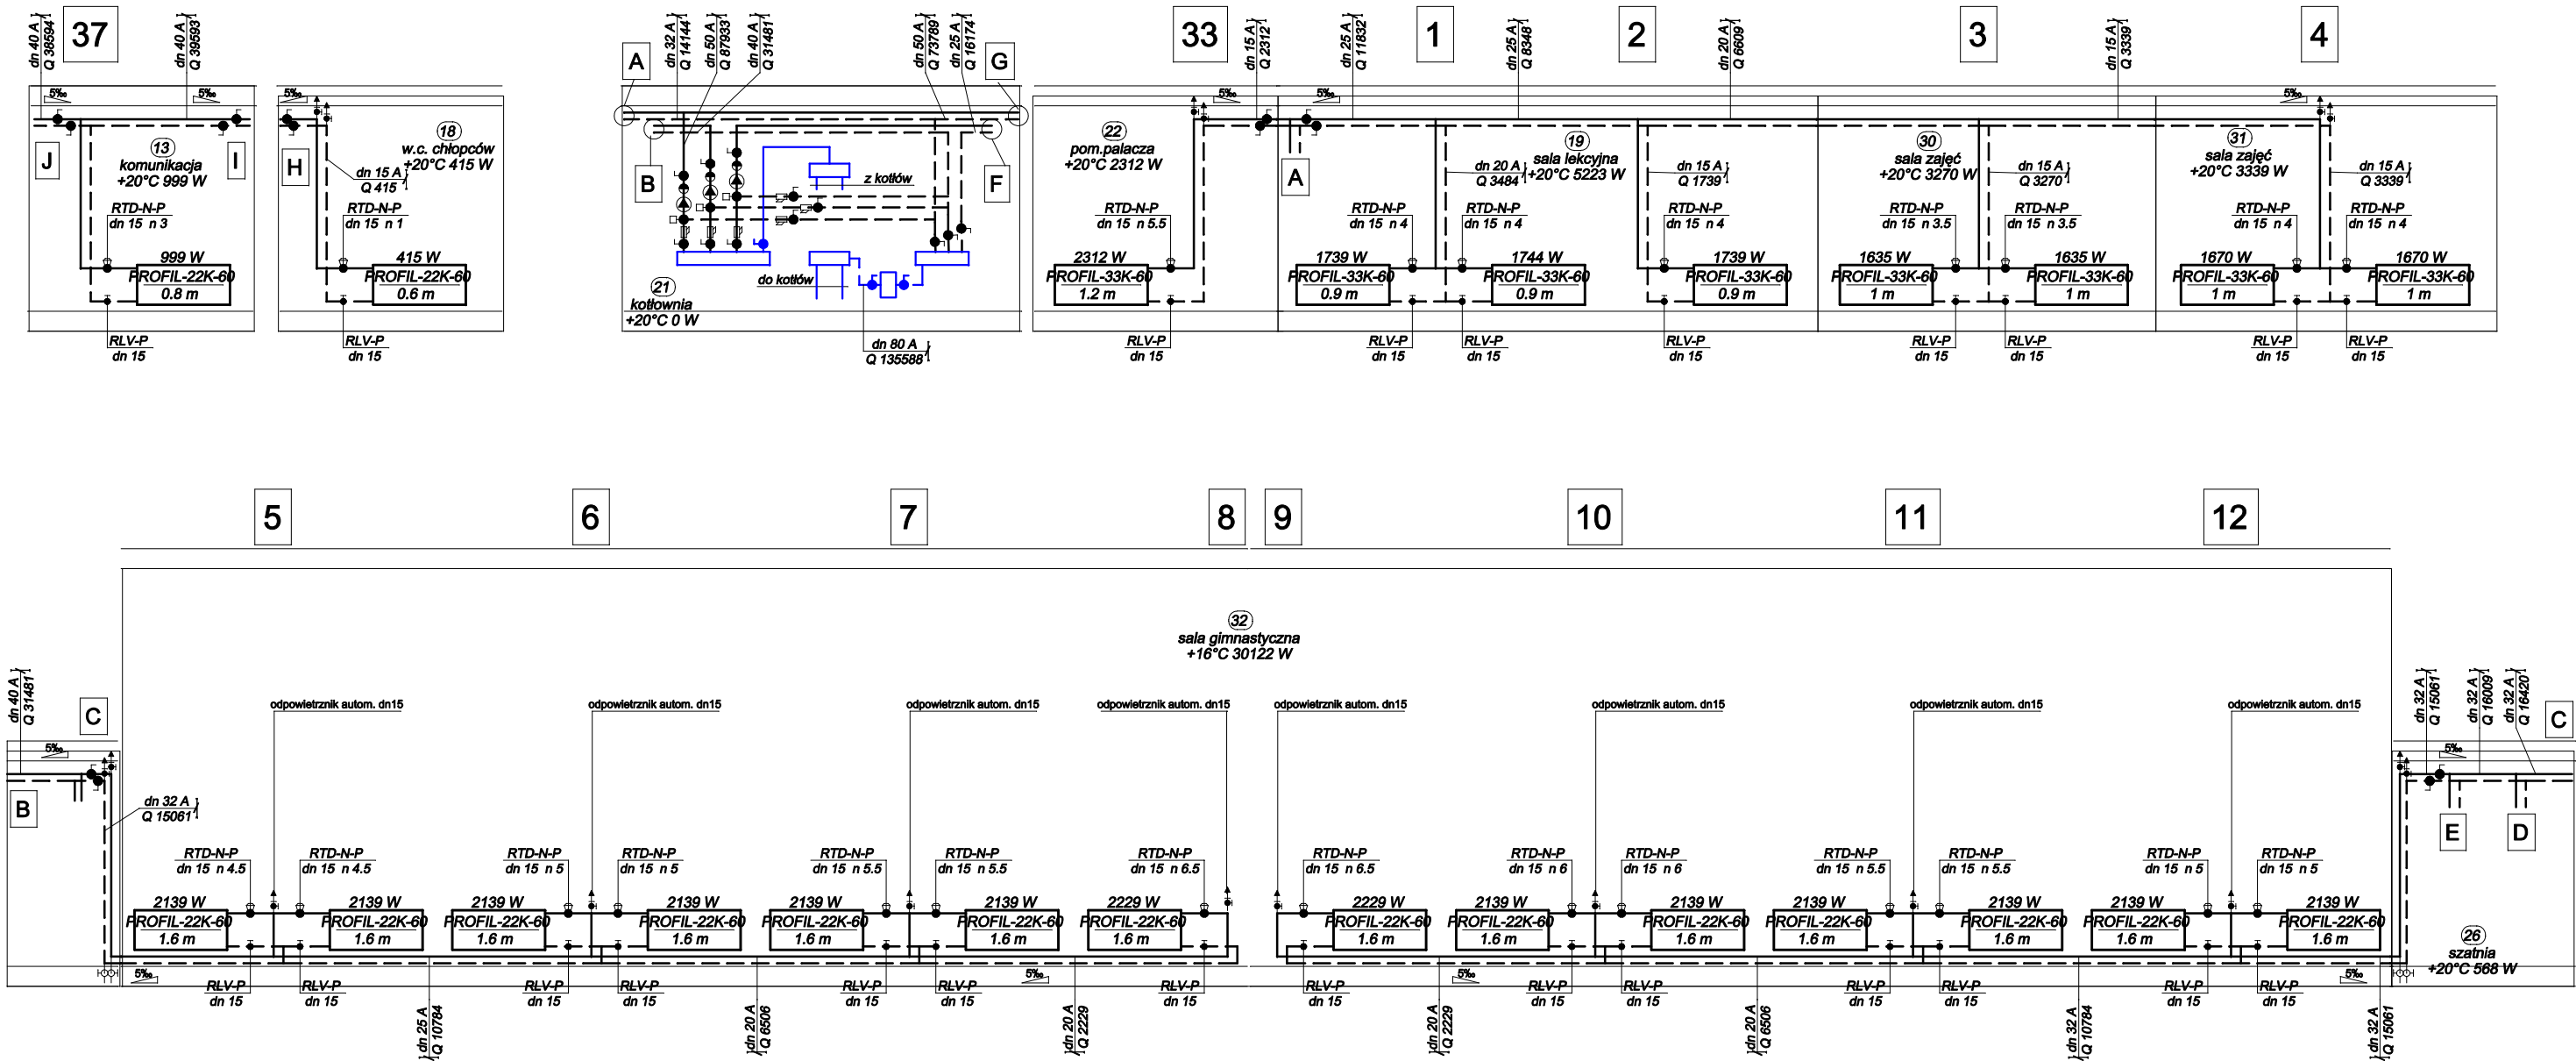 37
33
1
2
3
4
dn 40 A
Q 38594
dn 40 A
Q 39593
dn 32 A
Q 14144
dn 50 A
Q 87933
dn 40 A
Q 31481
dn 50 A
Q 73789
dn 25 A
Q 16174
dn 15 A
Q 2312
dn 25 A
Q 11832
dn 25 A
Q 8348
dn 20 A
Q 6609
dn 15 A
Q 3339
A
G
5‰
5‰
5‰
5‰
5‰
5‰
J
13
komunikacja
+20°C 999 W
I
H
18
w.c. chłopców
+20°C 415 W
dn 15 A
Q 415
B
z kotłów
F
22
pom.palacza
+20°C 2312 W
A
dn 20 A
Q 3484
19
sala lekcyjna
+20°C 5223 W
dn 15 A
Q 1739
30
sala zajęć
+20°C 3270 W
dn 15 A
Q 3270
31
sala zajęć
+20°C 3339 W
dn 15 A
Q 3339
RTD-N-P
dn 15 n 3
RTD-N-P
dn 15 n 1
RTD-N-P
dn 15 n 5.5
RTD-N-P
dn 15 n 4
RTD-N-P
dn 15 n 4
RTD-N-P
dn 15 n 4
RTD-N-P
dn 15 n 3.5
RTD-N-P
dn 15 n 3.5
RTD-N-P
dn 15 n 4
RTD-N-P
dn 15 n 4
999 W
PROFIL-22K-60
0.8 m
415 W
PROFIL-22K-60
0.6 m
21
kotłownia
+20°C 0 W
do kotłów
dn 80 A
Q 135588
2312 W
PROFIL-33K-60
1.2 m
1739 W
PROFIL-33K-60
0.9 m
1744 W
PROFIL-33K-60
0.9 m
1739 W
PROFIL-33K-60
0.9 m
1635 W
PROFIL-33K-60
1 m
1635 W
PROFIL-33K-60
1 m
1670 W
PROFIL-33K-60
1 m
1670 W
PROFIL-33K-60
1 m
RLV-P
dn 15
RLV-P
dn 15
RLV-P
dn 15
RLV-P
dn 15
RLV-P
dn 15
RLV-P
dn 15
RLV-P
dn 15
RLV-P
dn 15
RLV-P
dn 15
RLV-P
dn 15
5
6
7
8
9
10
11
12
32
sala gimnastyczna
+16°C 30122 W
dn 40 A
Q 31481
C
odpowietrznik autom. dn15
odpowietrznik autom. dn15
odpowietrznik autom. dn15
odpowietrznik autom. dn15
odpowietrznik autom. dn15
odpowietrznik autom. dn15
odpowietrznik autom. dn15
odpowietrznik autom. dn15
dn 32 A
Q 15061
dn 32 A
Q 16009
dn 32 A
Q 16420
C
5‰
5‰
B
dn 32 A
Q 15061
E
D
RTD-N-P
dn 15 n 4.5
RTD-N-P
dn 15 n 4.5
RTD-N-P
dn 15 n 5
RTD-N-P
dn 15 n 5
RTD-N-P
dn 15 n 5.5
RTD-N-P
dn 15 n 5.5
RTD-N-P
dn 15 n 6.5
RTD-N-P
dn 15 n 6.5
RTD-N-P
dn 15 n 6
RTD-N-P
dn 15 n 6
RTD-N-P
dn 15 n 5.5
RTD-N-P
dn 15 n 5.5
RTD-N-P
dn 15 n 5
RTD-N-P
dn 15 n 5
2139 W
PROFIL-22K-60
1.6 m
2139 W
PROFIL-22K-60
1.6 m
2139 W
PROFIL-22K-60
1.6 m
2139 W
PROFIL-22K-60
1.6 m
2139 W
PROFIL-22K-60
1.6 m
2139 W
PROFIL-22K-60
1.6 m
2229 W
PROFIL-22K-60
1.6 m
2229 W
PROFIL-22K-60
1.6 m
2139 W
PROFIL-22K-60
1.6 m
2139 W
PROFIL-22K-60
1.6 m
2139 W
PROFIL-22K-60
1.6 m
2139 W
PROFIL-22K-60
1.6 m
2139 W
PROFIL-22K-60
1.6 m
2139 W
PROFIL-22K-60
1.6 m
26
szatnia
+20°C 568 W
5‰
5‰
5‰
5‰
RLV-P
dn 15
RLV-P
dn 15
RLV-P
dn 15
RLV-P
dn 15
RLV-P
dn 15
RLV-P
dn 15
RLV-P
dn 15
RLV-P
dn 15
RLV-P
dn 15
RLV-P
dn 15
RLV-P
dn 15
RLV-P
dn 15
RLV-P
dn 15
RLV-P
dn 15
dn 25 A
Q 10784
dn 20 A
Q 6506
dn 20 A
Q 2229
dn 20 A
Q 2229
dn 20 A
Q 6506
dn 32 A
Q 10784
dn 32 A
Q 15061